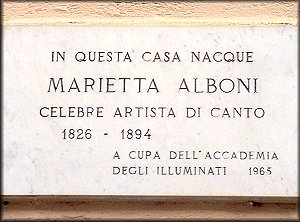 IN QUESTA CASA NACQUE
MARIETTA ALBONI
CELEBRE ARTISTA DI CANTO
1826 - 1894
A CUPA DELL'ACCADEMIA
DEGLI ILLUMINATI 1965